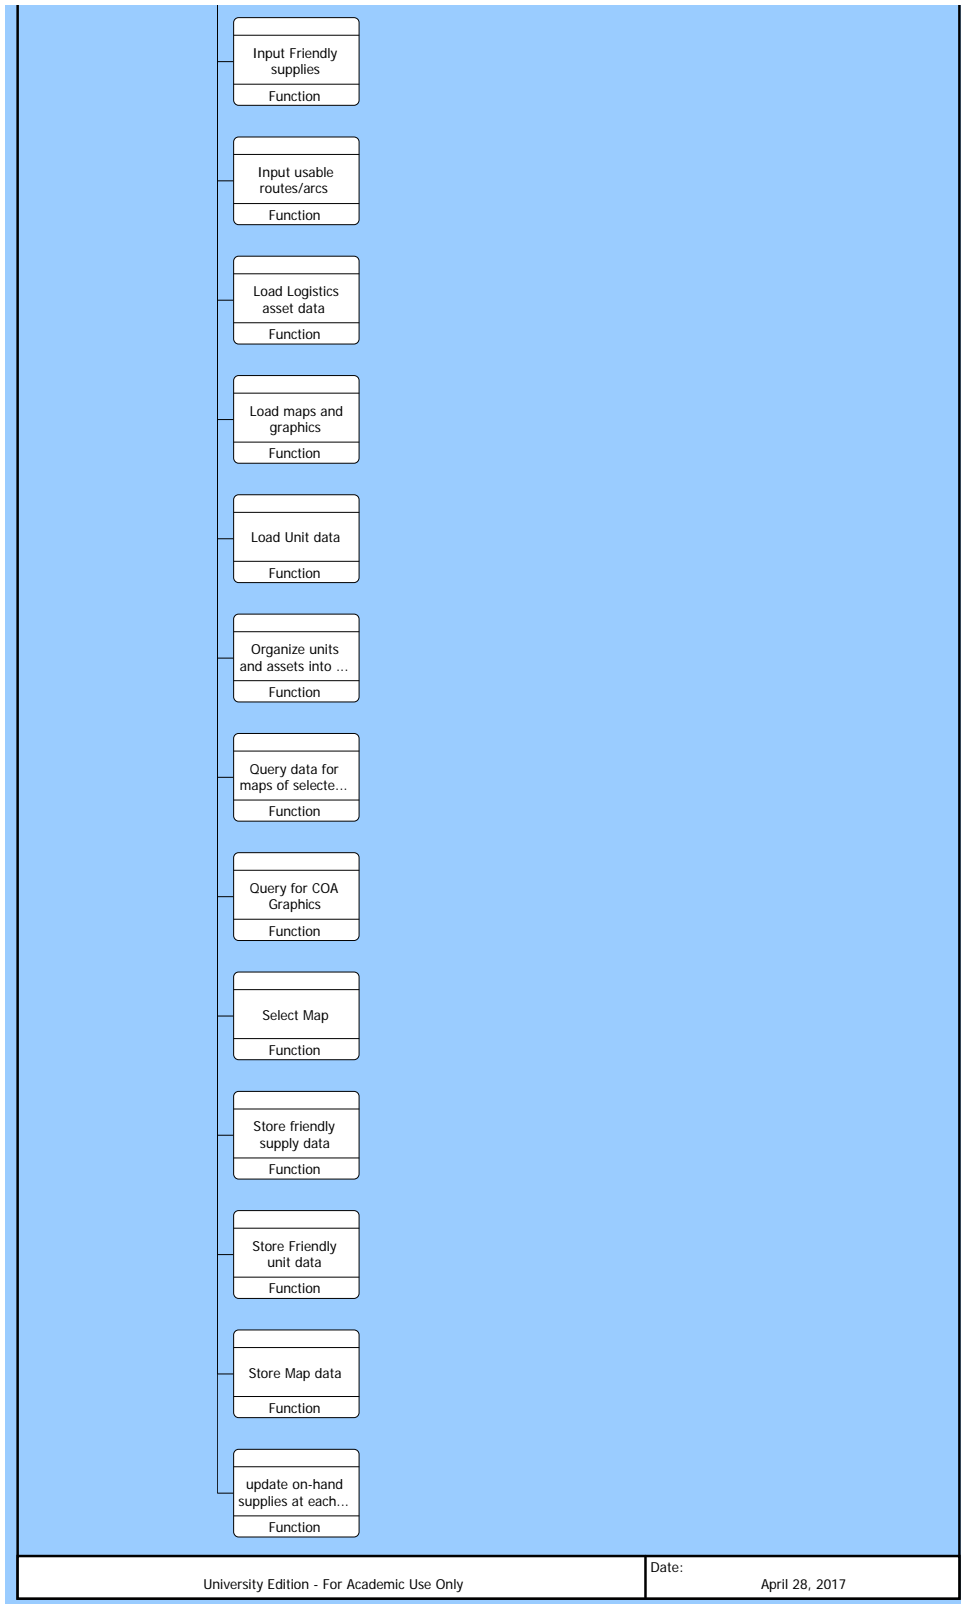 Input Friendly
supplies
Function
Input usable
routes/arcs
Function
Load Logistics
asset data
Function
Load maps and
graphics
Function
Load Unit data
Function
Organize units
and assets into ...
Function
Query data for
maps of selecte...
Function
Query for COA
Graphics
Function
Select Map
Function
Store friendly
supply data
Function
Store Friendly
unit data
Function
Store Map data
Function
update on-hand
supplies at each...
Function
University Edition - For Academic Use Only
Date:
April 28, 2017